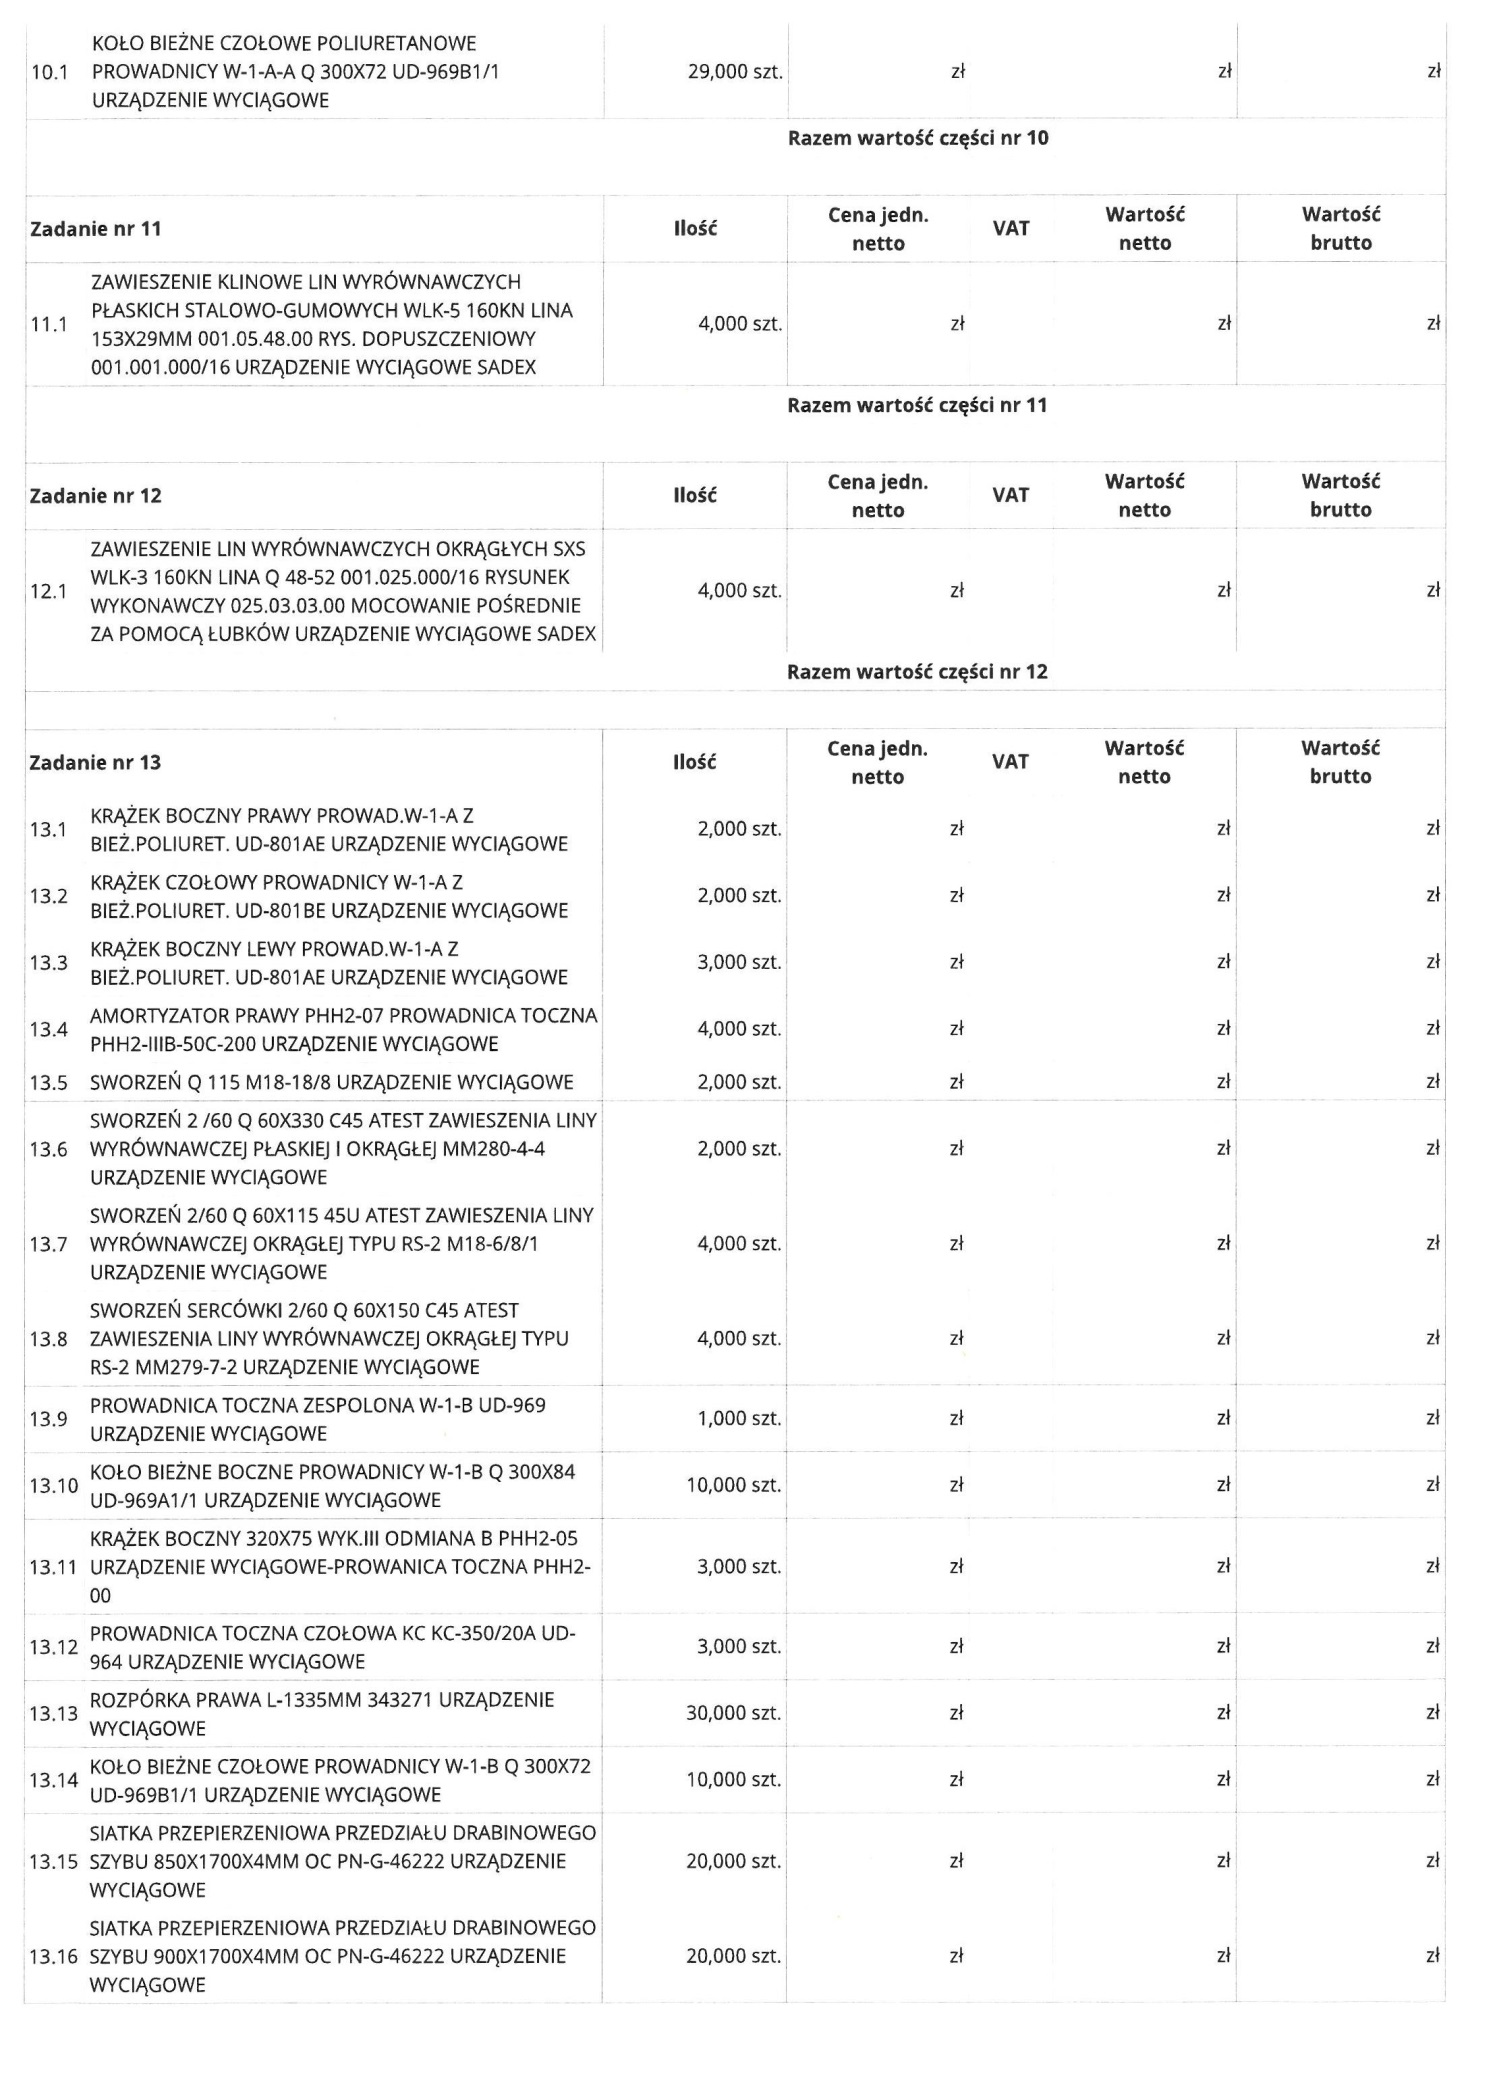 KOŁO BIEŻNE CZOŁOWE POLIURETANOWE
10.1 PROWADNICY W-1-A-A Q 300X72 UD-969B1/1 29,000 szt. zł zł zł
URZĄDZENIE WYCIĄGOWE
Razem wartość części nr 10
Zadanie nr 11 Ilość Cena jedn. netto VAT Wartość netto Wartość brutto
ZAWIESZENIE KLINOWE LIN WYRÓWNAWCZYCH
PŁASKICH STALOWO-GUMOWYCH WLK-5 160KN LINA
11.1 153X29MM 001.05.48.00 RYS. DOPUSZCZENIOWY 4,000 szt. zł zł zł
001.001.000/16 URZĄDZENIE WYCIĄGOWE SADEX
Razem wartość części nr 11
Zadanie nr 12 Ilość Cena jedn. netto VAT Wartość netto Wartość brutto
ZAWIESZENIE LIN WYRÓWNAWCZYCH OKRĄGŁYCH SXS
WLK-3 160KN LINA Q 48-52 001.025.000/16 RYSUNEK
12.1 WYKONAWCZY 025.03.03.00 MOCOWANIE POŚREDNIE 4,000 szt. zł zł zł
ZA POMOCĄ ŁUBKÓW URZĄDZENIE WYCIĄGOWE SADEX
Razem wartość części nr 12
Zadanie nr 13 Ilość Cena jedn. netto VAT Wartość netto Wartość brutto
13.1 KRĄŻEK BOCZNY PRAWY PROWAD.W-1-A Z 2,000 szt. zł zł zł
BIEŻ.POLIURET. UD-801AE URZĄDZENIE WYCIĄGOWE
13.2 KRĄŻEK CZOŁOWY PROWADNICY W-1-A Z 2,000 szt. zł zł zł
BIEŻ.POLIURET. UD-801BE URZĄDZENIE WYCIĄGOWE
13.3 KRĄŻEK BOCZNY LEWY PROWAD.W-1-A Z 3,000 szt. zł zł zł
BIEŻ.POLIURET. UD-801AE URZĄDZENIE WYCIĄGOWE
13.4 AMORTYZATOR PRAWY PHH2-07 PROWADNICA TOCZNA 4,000 szt. zł zł zł
PHH2-IIIB-50C-200 URZĄDZENIE WYCIĄGOWE
13.5 SWORZEŃ Q 115 M18-18/8 URZĄDZENIE WYCIĄGOWE 2,000 szt. zł zł zł
SWORZEŃ 2 /60 Q 60X330 C45 ATEST ZAWIESZENIA LINY
13.6 WYRÓWNAWCZEJ PŁASKIEJ I OKRĄGŁEJ MM280-4-4 2,000 szt. zł zł zł
URZĄDZENIE WYCIĄGOWE
SWORZEŃ 2/60 Q 60X115 45U ATEST ZAWIESZENIA LINY
13.7 WYRÓWNAWCZEJ OKRĄGŁEJ TYPU RS-2 M18-6/8/1 4,000 szt. zł zł zł
URZĄDZENIE WYCIĄGOWE
SWORZEŃ SERCÓWKI 2/60 Q 60X150 C45 ATEST
13.8 ZAWIESZENIA LINY WYRÓWNAWCZEJ OKRĄGŁEJ TYPU 4,000 szt. zł zł zł
RS-2 MM279-7-2 URZĄDZENIE WYCIĄGOWE
13.9 PROWADNICA TOCZNA ZESPOLONA W-1-B UD-969 1,000 szt. zł zł zł
URZĄDZENIE WYCIĄGOWE
13.10 KOŁO BIEŻNE BOCZNE PROWADNICY W-1-B Q 300X84 10,000 szt. zł zł zł
UD-969A1/1 URZĄDZENIE WYCIĄGOWE
KRĄŻEK BOCZNY 320X75 WYK.III ODMIANA B PHH2-05
13.11 URZĄDZENIE WYCIĄGOWE-PROWANICA TOCZNA PHH2- 3,000 szt. zł zł zł
00
13.12 PROWADNICA TOCZNA CZOŁOWA KC KC-350/20A UD- 3,000 szt. zł zł zł
964 URZĄDZENIE WYCIĄGOWE
13.13 ROZPÓRKA PRAWA L-1335MM 343271 URZĄDZENIE 30,000 szt. zł zł zł
WYCIĄGOWE
13.14 KOŁO BIEŻNE CZOŁOWE PROWADNICY W-1-B Q 300X72 10,000 szt. zł zł zł
UD-969B1/1 URZĄDZENIE WYCIĄGOWE
SIATKA PRZEPIERZENIOWA PRZEDZIAŁU DRABINOWEGO
13.15 SZYBU 850X1700X4MM OC PN-G-46222 URZĄDZENIE 20,000 szt. zł zł zł
WYCIĄGOWE
SIATKA PRZEPIERZENIOWA PRZEDZIAŁU DRABINOWEGO
13.16 SZYBU 900X1700X4MM OC PN-G-46222 URZĄDZENIE 20,000 szt. zł zł zł
WYCIĄGOWE